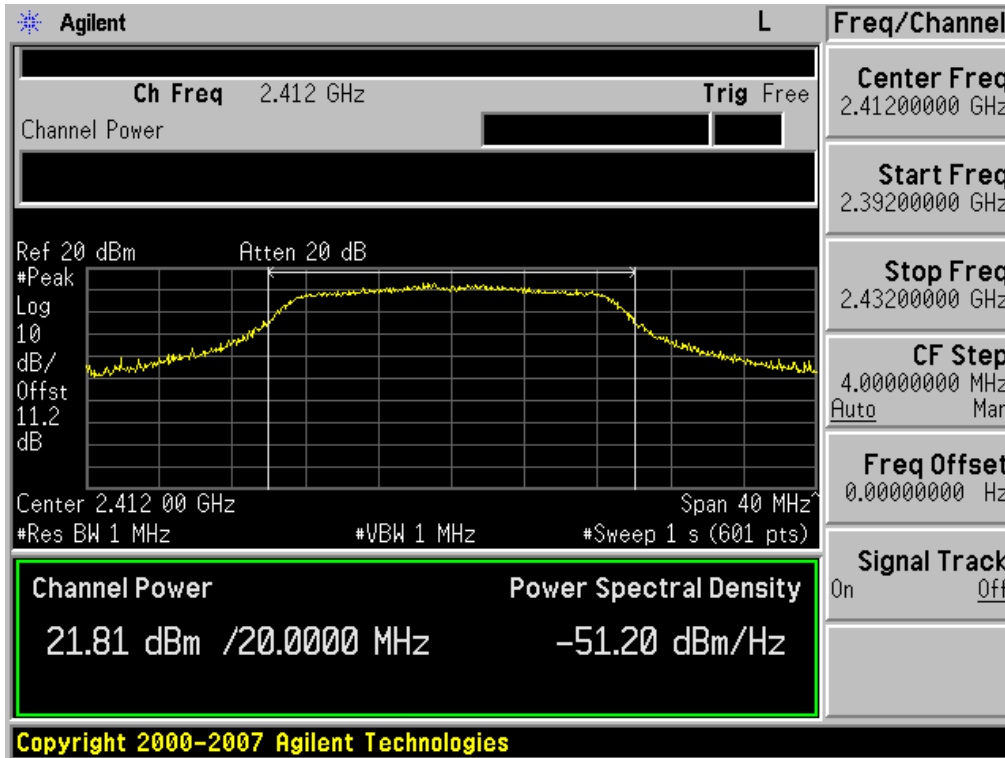 Agilent L Freq/Channel
Ch Freq 2.412 GHz Trig Free
Channel Power
Center Freq
2.41200000 GHz
Start Freq
2.39200000 GHz
Stop Freq
2.43200000 GHz
CF Step
4.00000000 MHz
Auto Man
Freq Offset
0.00000000 Hz
Signal Track
On Off
Ref 20 dBm Atten 20 dB
#Peak
Log
10
dB/
Offst
11.2
dB
Center 2.412 00 GHz Span 40 MHz^
#Res BW 1 MHz #VBW 1 MHz #Sweep 1 s (601 pts)
Channel Power Power Spectral Density
21.81 dBm /20.0000 MHz -51.20 dBm/Hz
Copyright 2000-2007 Agilent Technologies